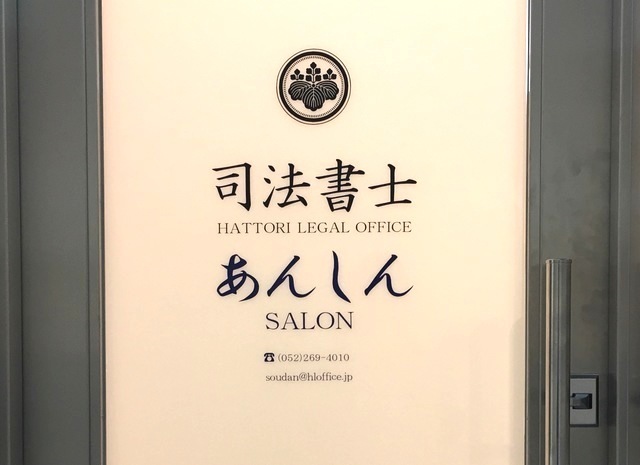 司法書士
HATTORI LEGAL OFFICE
あんしん
SALON
☎(052)269-4010
soudan@hloffice.jp